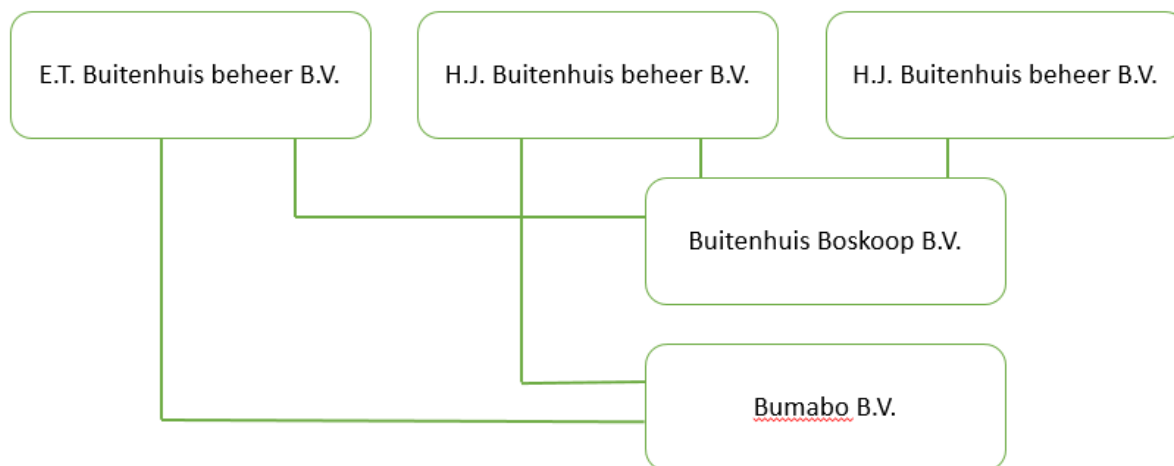 E.T. Buitenhuis beheer B.V.
H.J. Buitenhuis beheer B.V.
H.J. Buitenhuis beheer B.V.
Buitenhuis Boskoop B.V.
Bumabo B.V.